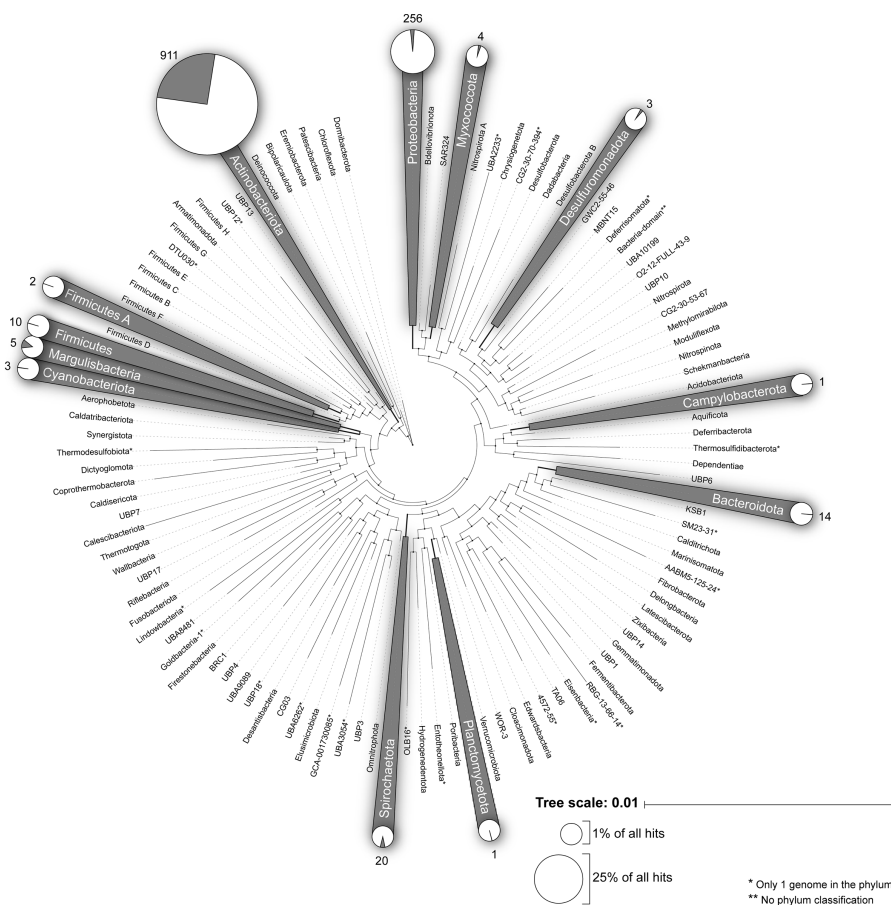 911
256
4
3
2
10
5
3
1
14
20
1
Actinobacteriota
UBP13
Deinococcota
Bipolaricaulota
Eremiobacterota
Patescibacteria
Chloroflexota
Dormibacterota
Proteobacteria
Bdellovibrionota
SAR324
Myxococcota
Nitrospirota A
UBA2233*
Chrysiogenetota
CG2-30-70-394*
Desulfobacterota
Dadabacteria
Desulfobacterota B
Desulfuromonadota
GWC2-55-46
MBNT15
Deferrisomatota*
Bacteria-domain**
UBA10199
O2-12-FULL-43-9
UBP10
Nitrospirota
CG2-30-53-67
Methylomirabilota
Moduliflexota
Nitrospinota
Schekmanbacteria
Acidobacteriota
Campylobacterota
Aquificota
Deferribacterota
Thermosulfidibacterota*
Dependentiae
UBP6
Bacteroidota
KSB1
SM23-31*
Calditrichota
Marinisomatota
AABM5-125-24*
Fibrobacterota
Delongbacteria
Latescibacterota
Zixibacteria
UBP14
Gemmatimonadota
UBP1
Fermentibacterota
RBG-13-66-14*
Eisenbacteria*
TA06
4572-55*
Edwardsbacteria
Cloacimonadota
WOR-3
Verrucomicrobiota
Planctomycetota
Poribacteria
Entotheonellota*
Hydrogenedentota
OLB16*
Spirochaetota
Omnitrophota
UBP3
UBA3054*
GCA-001730085*
Elusimicrobiota
UBA6262*
CG03
Desantisbacteria
UBP18*
UBA9089
UBP4
BRC1
Firestonebacteria
Goldbacteria-1*
UBA8481
Lindowbacteria*
Fusobacteriota
Riflebacteria
UBP17
Wallbacteria
Thermotogota
Calescibacteriota
UBP7
Caldisericota
Coprothermobacterota
Dictyoglomota
Thermodesulfobiota*
Synergistota
Caldatribacteriota
Aerophobetota
Cyanobacteriota
Margulisbacteria
Firmicutes
Firmicutes D
Firmicutes A
Firmicutes F
Firmicutes B
Firmicutes C
Firmicutes E
DTU030*
Firmicutes G
Armatimonadota
Firmicutes H
UBP12*
Tree scale: 0.01
1% of all hits
25% of all hits
* Only 1 genome in the phylum
** No phylum classification